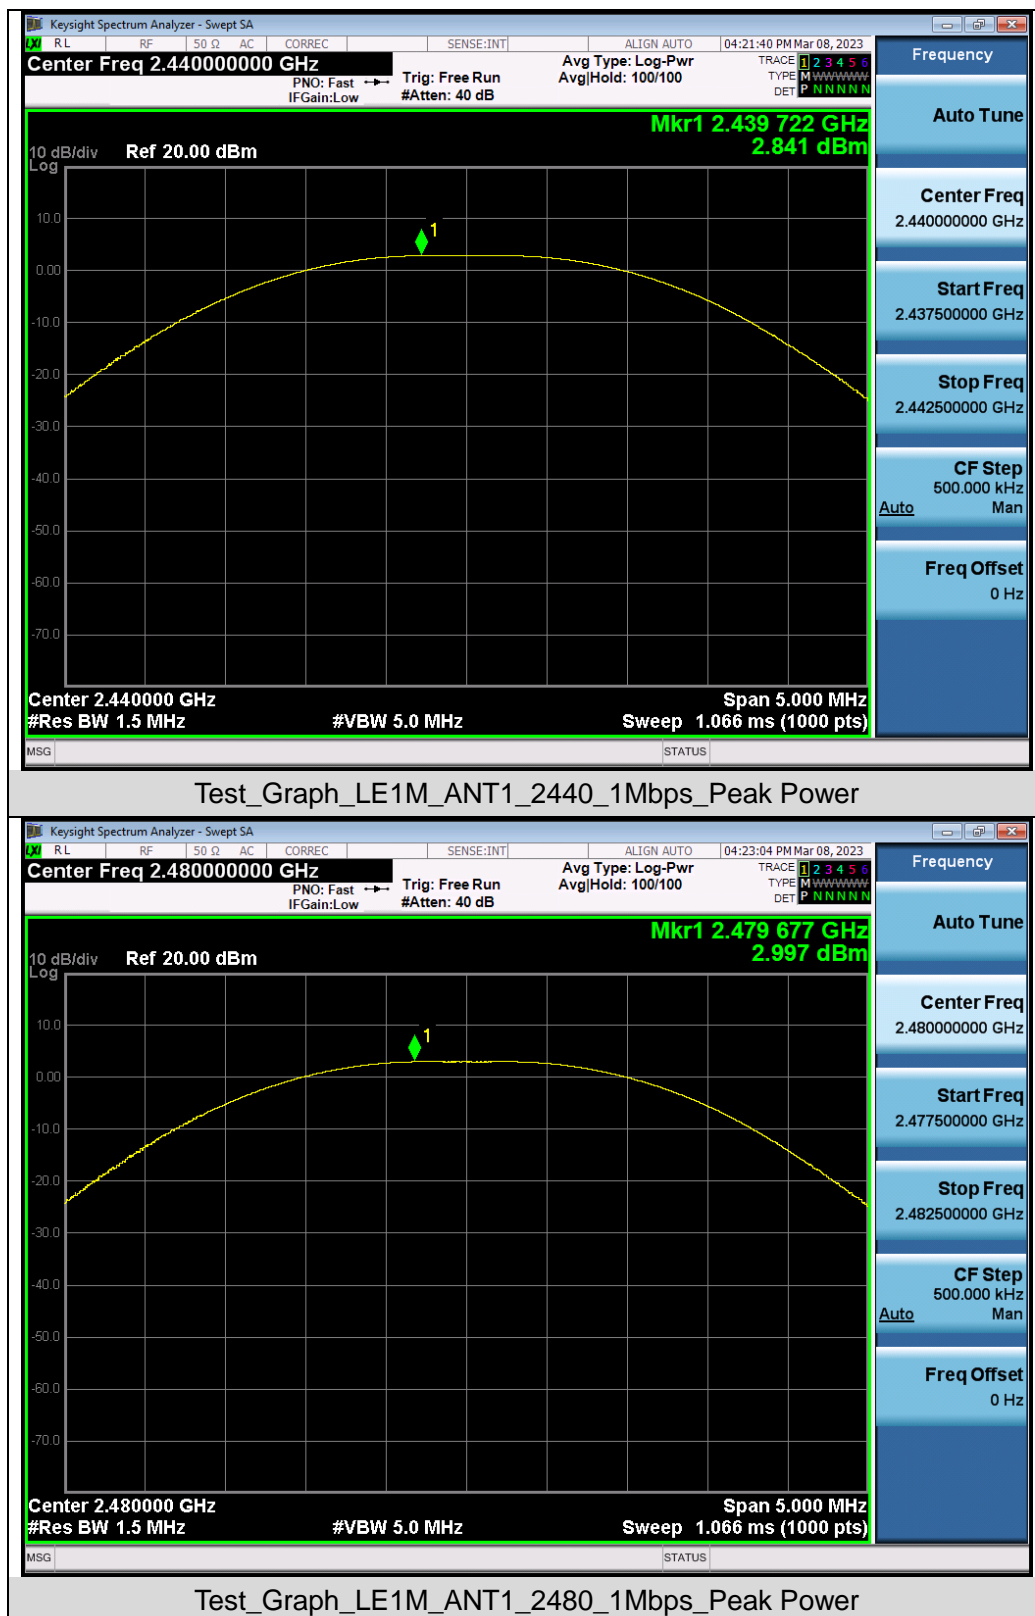 Keysight Spectrum Analyzer - Swept SA
LXI RL RF 50 Ω AC CORREC SENSE:INT ALIGN AUTO 04:21:40 PM Mar 08, 2023
Center Freq 2.440000000 GHz
PNO: Fast
IFGain:Low
Trig: Free Run
#Atten: 40 dB
Avg Type: Log-Pwr
Avg|Hold: 100/100
TRACE 1 2 3 4 5 6
TYPE M WWWWW
DET P N N N N N
Mkr1 2.439 722 GHz
2.841 dBm
10 dB/div Ref 20.00 dBm
Log
10.0
1
0.00
-10.0
-20.0
-30.0
-40.0
-50.0
-60.0
-70.0
Center 2.440000 GHz Span 5.000 MHz
#Res BW 1.5 MHz #VBW 5.0 MHz Sweep 1.066 ms (1000 pts)
MSG STATUS
Frequency
Auto Tune
Center Freq
2.440000000 GHz
Start Freq
2.437500000 GHz
Stop Freq
2.442500000 GHz
CF Step
500.000 kHz
Auto Man
Freq Offset
0 Hz
Test_Graph_LE1M_ANT1_2440_1Mbps_Peak Power
Keysight Spectrum Analyzer - Swept SA
LXI RL RF 50 Ω AC CORREC SENSE:INT ALIGN AUTO 04:23:04 PM Mar 08, 2023
Center Freq 2.480000000 GHz
PNO: Fast
IFGain:Low
Trig: Free Run
#Atten: 40 dB
Avg Type: Log-Pwr
Avg|Hold: 100/100
TRACE 1 2 3 4 5 6
TYPE M WWWWW
DET P N N N N N
Mkr1 2.479 677 GHz
2.997 dBm
10 dB/div Ref 20.00 dBm
Log
10.0
1
0.00
-10.0
-20.0
-30.0
-40.0
-50.0
-60.0
-70.0
Center 2.480000 GHz Span 5.000 MHz
#Res BW 1.5 MHz #VBW 5.0 MHz Sweep 1.066 ms (1000 pts)
MSG STATUS
Frequency
Auto Tune
Center Freq
2.480000000 GHz
Start Freq
2.477500000 GHz
Stop Freq
2.482500000 GHz
CF Step
500.000 kHz
Auto Man
Freq Offset
0 Hz
Test_Graph_LE1M_ANT1_2480_1Mbps_Peak Power